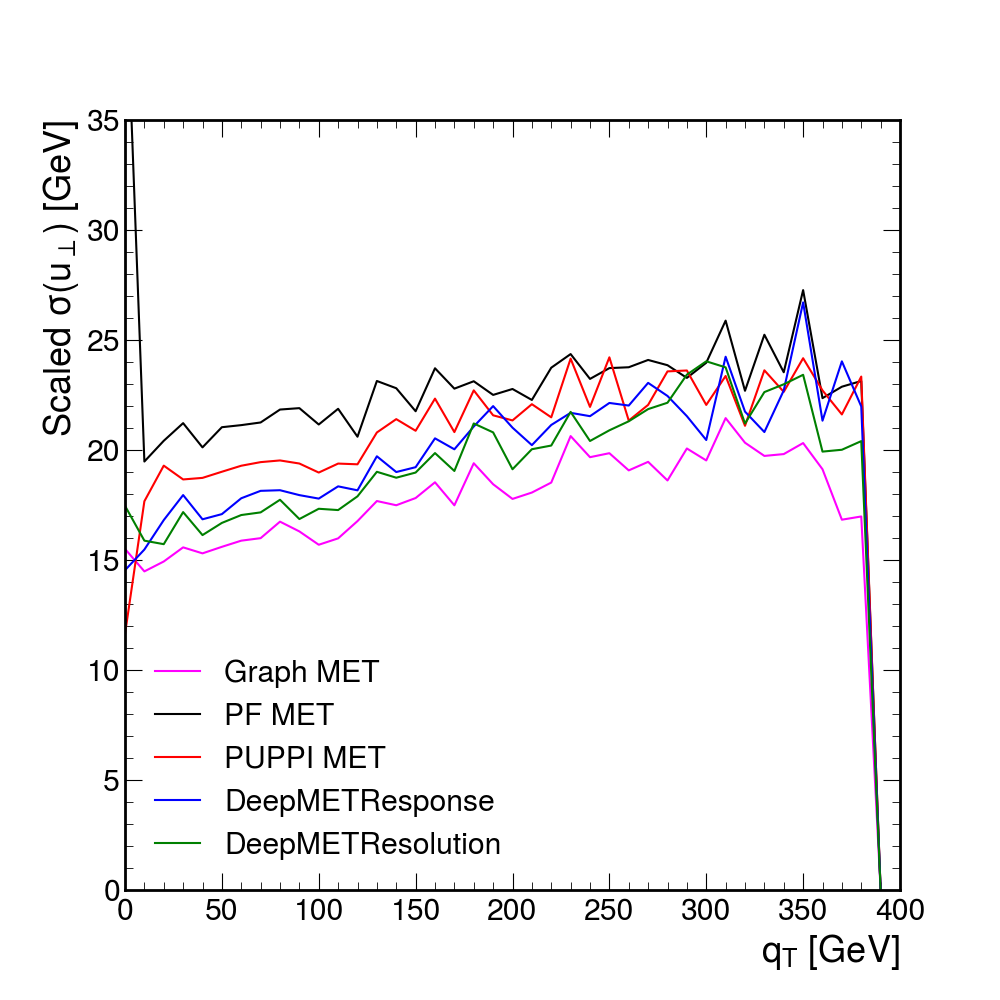 Scaled σ(u⊥) [GeV]
35
30
25
20
15
10
5
0
Graph MET
PF MET
PUPPI MET
DeepMETResponse
DeepMETResolution
0 50 100 150 200 250 300 350 400
qT [GeV]